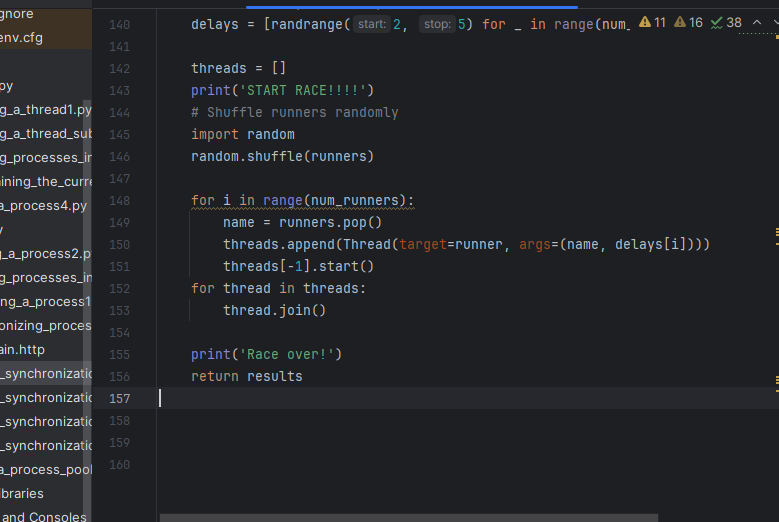 gnore
env.cfg
py
g_a_thread1.py
g_a_thread_sub
g_processes_in
aining_the_curre
a_process4.py
y
g_a_process2.p
g_processes_in
ng_a_process1
onizing_process
ain.http
_synchronizatio
_synchronizatio
_synchronizatio
_synchronizatio
a_process_pool
ibraries
and Consoles
11 16 38
140 delays = [randrange( start: 2, stop: 5) for _ in range(num_
141
142 threads = []
143 print('START RACE!!!!')
144 # Shuffle runners randomly
145 import random
146 random.shuffle(runners)
147
148 for i in range(num_runners):
149 name = runners.pop()
150 threads.append(Thread(target=runner, args=(name, delays[i])))
151 threads[-1].start()
152 for thread in threads:
153 thread.join()
154
155 print('Race over!')
156 return results
157
158
159
160